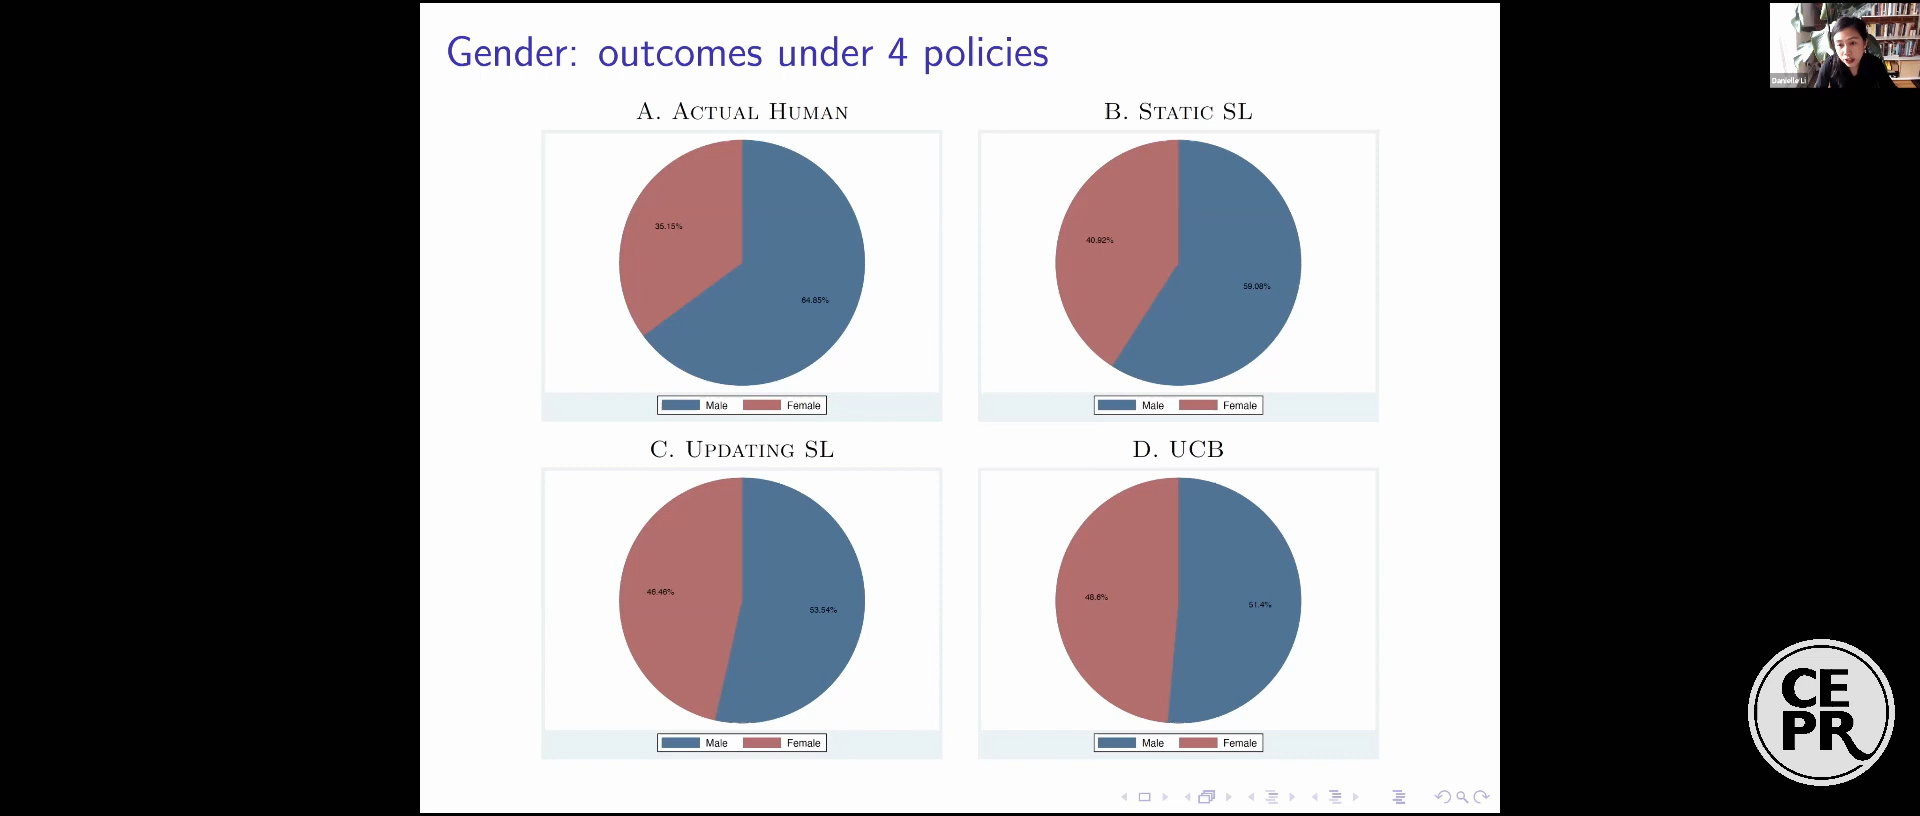 Gender: outcomes under 4 policies
Danielle Li
A. Actual Human
B. Static SL
35.15%
64.85%
40.92%
59.08%
Male Female
Male Female
C. Updating SL
D. UCB
46.46%
53.54%
48.6%
51.4%
Male Female
Male Female
CE
PR